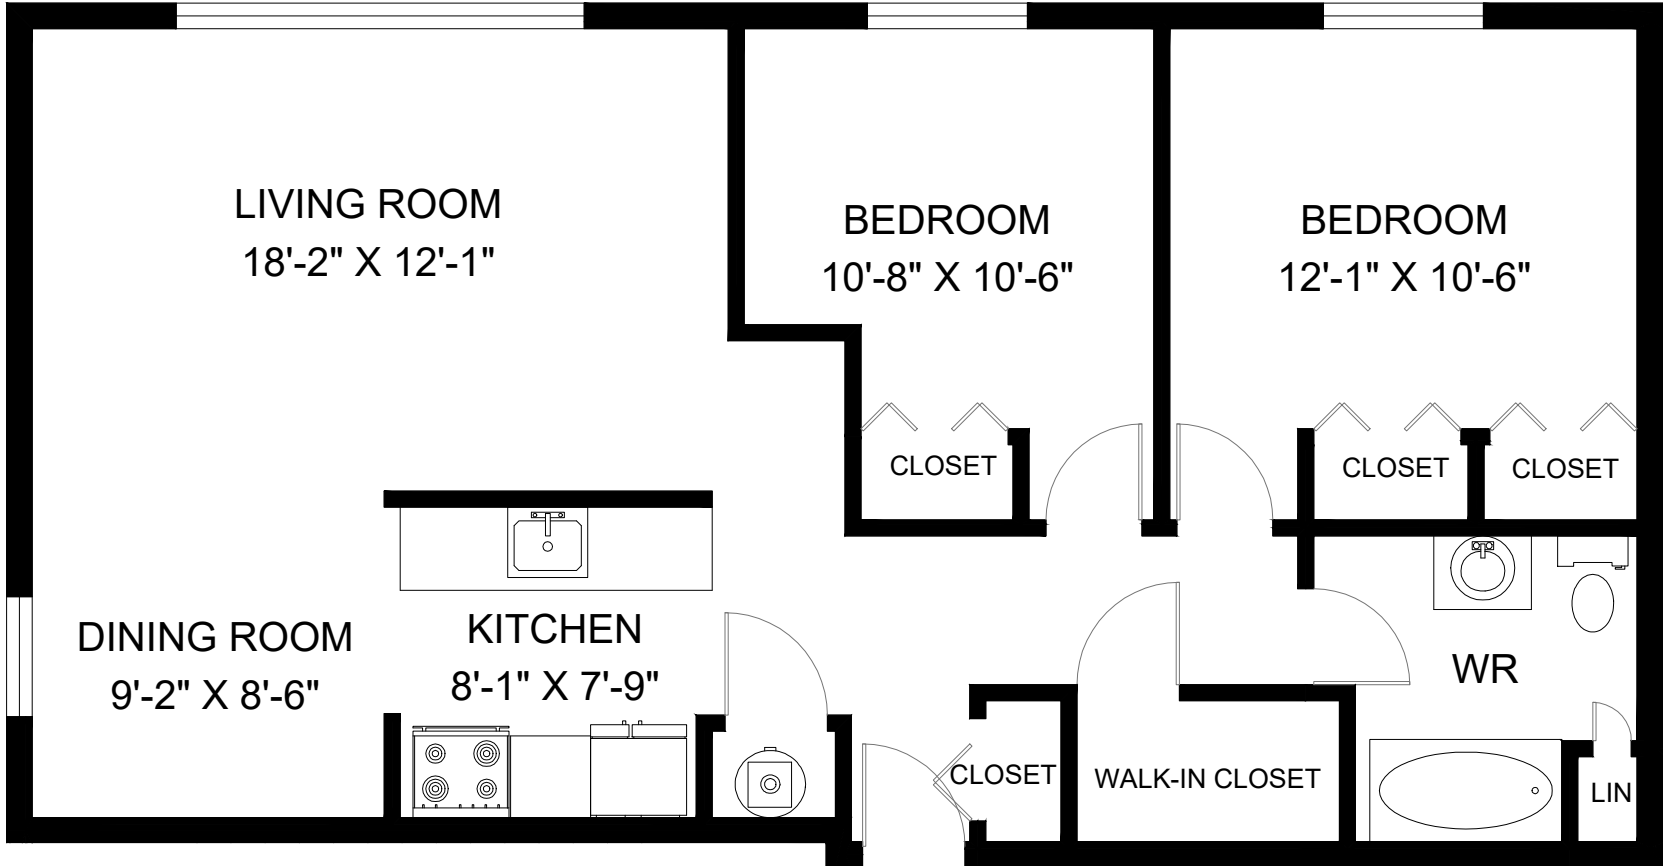 LIVING ROOM
18'-2" X 12'-1"
BEDROOM
10'-8" X 10'-6"
BEDROOM
12'-1" X 10'-6"
CLOSET
CLOSET
CLOSET
DINING ROOM
9'-2" X 8'-6"
KITCHEN
8'-1" X 7'-9"
WR
CLOSET
WALK-IN CLOSET
LIN